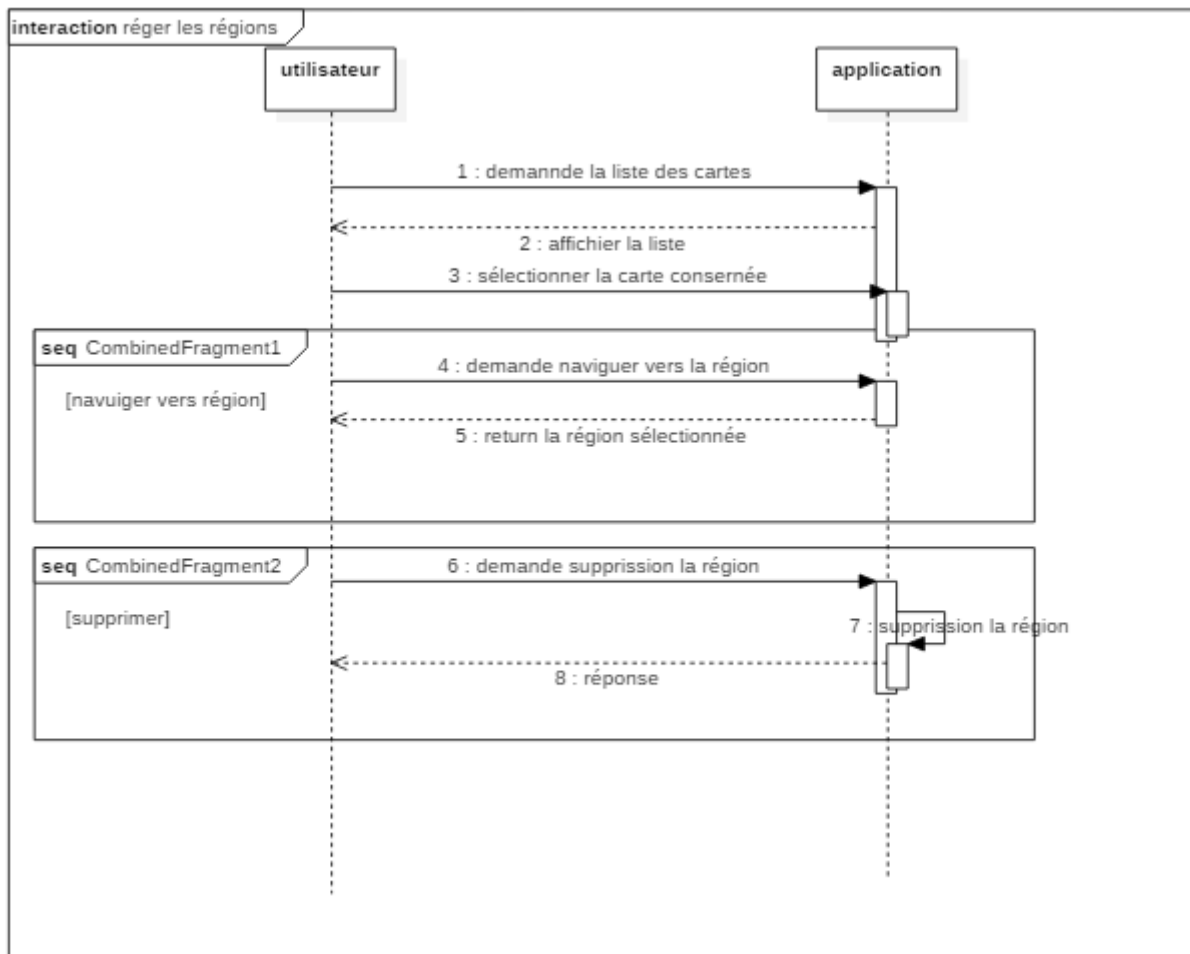 interaction réger les régions
utilisateur
application
1 : demannde la liste des cartes
2 : affichier la liste
3 : sélectionner la carte consernée
seq CombinedFragment1
4 : demande naviguer vers la région
[navuiger vers région]
5 : return la région sélectionnée
seq CombinedFragment2
6 : demande supprission la région
[supprimer]
7 : supprission la région
8 : réponse